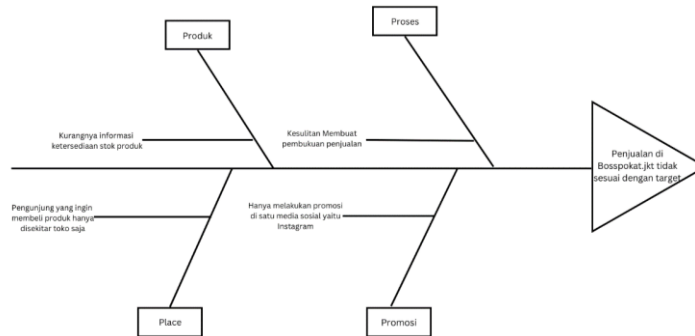 Proses
Produk
Kurangnya informasi
ketersediaan stok produk
Kesulitan Membuat
pembukuan penjualan
Penjualan di
Bosspokat.jkt tidak
sesuai dengan target
Pengunjung yang ingin
membeli produk hanya
disekitar toko saja
Hanya melakukan promosi
di satu media sosial yaitu
Instagram
Place
Promosi